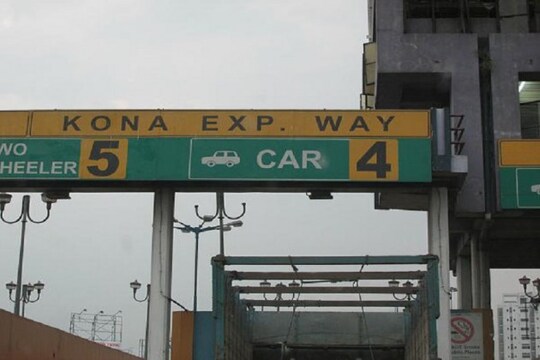 KONA EXP. WAY
WO
HEELER 5
CAR 4